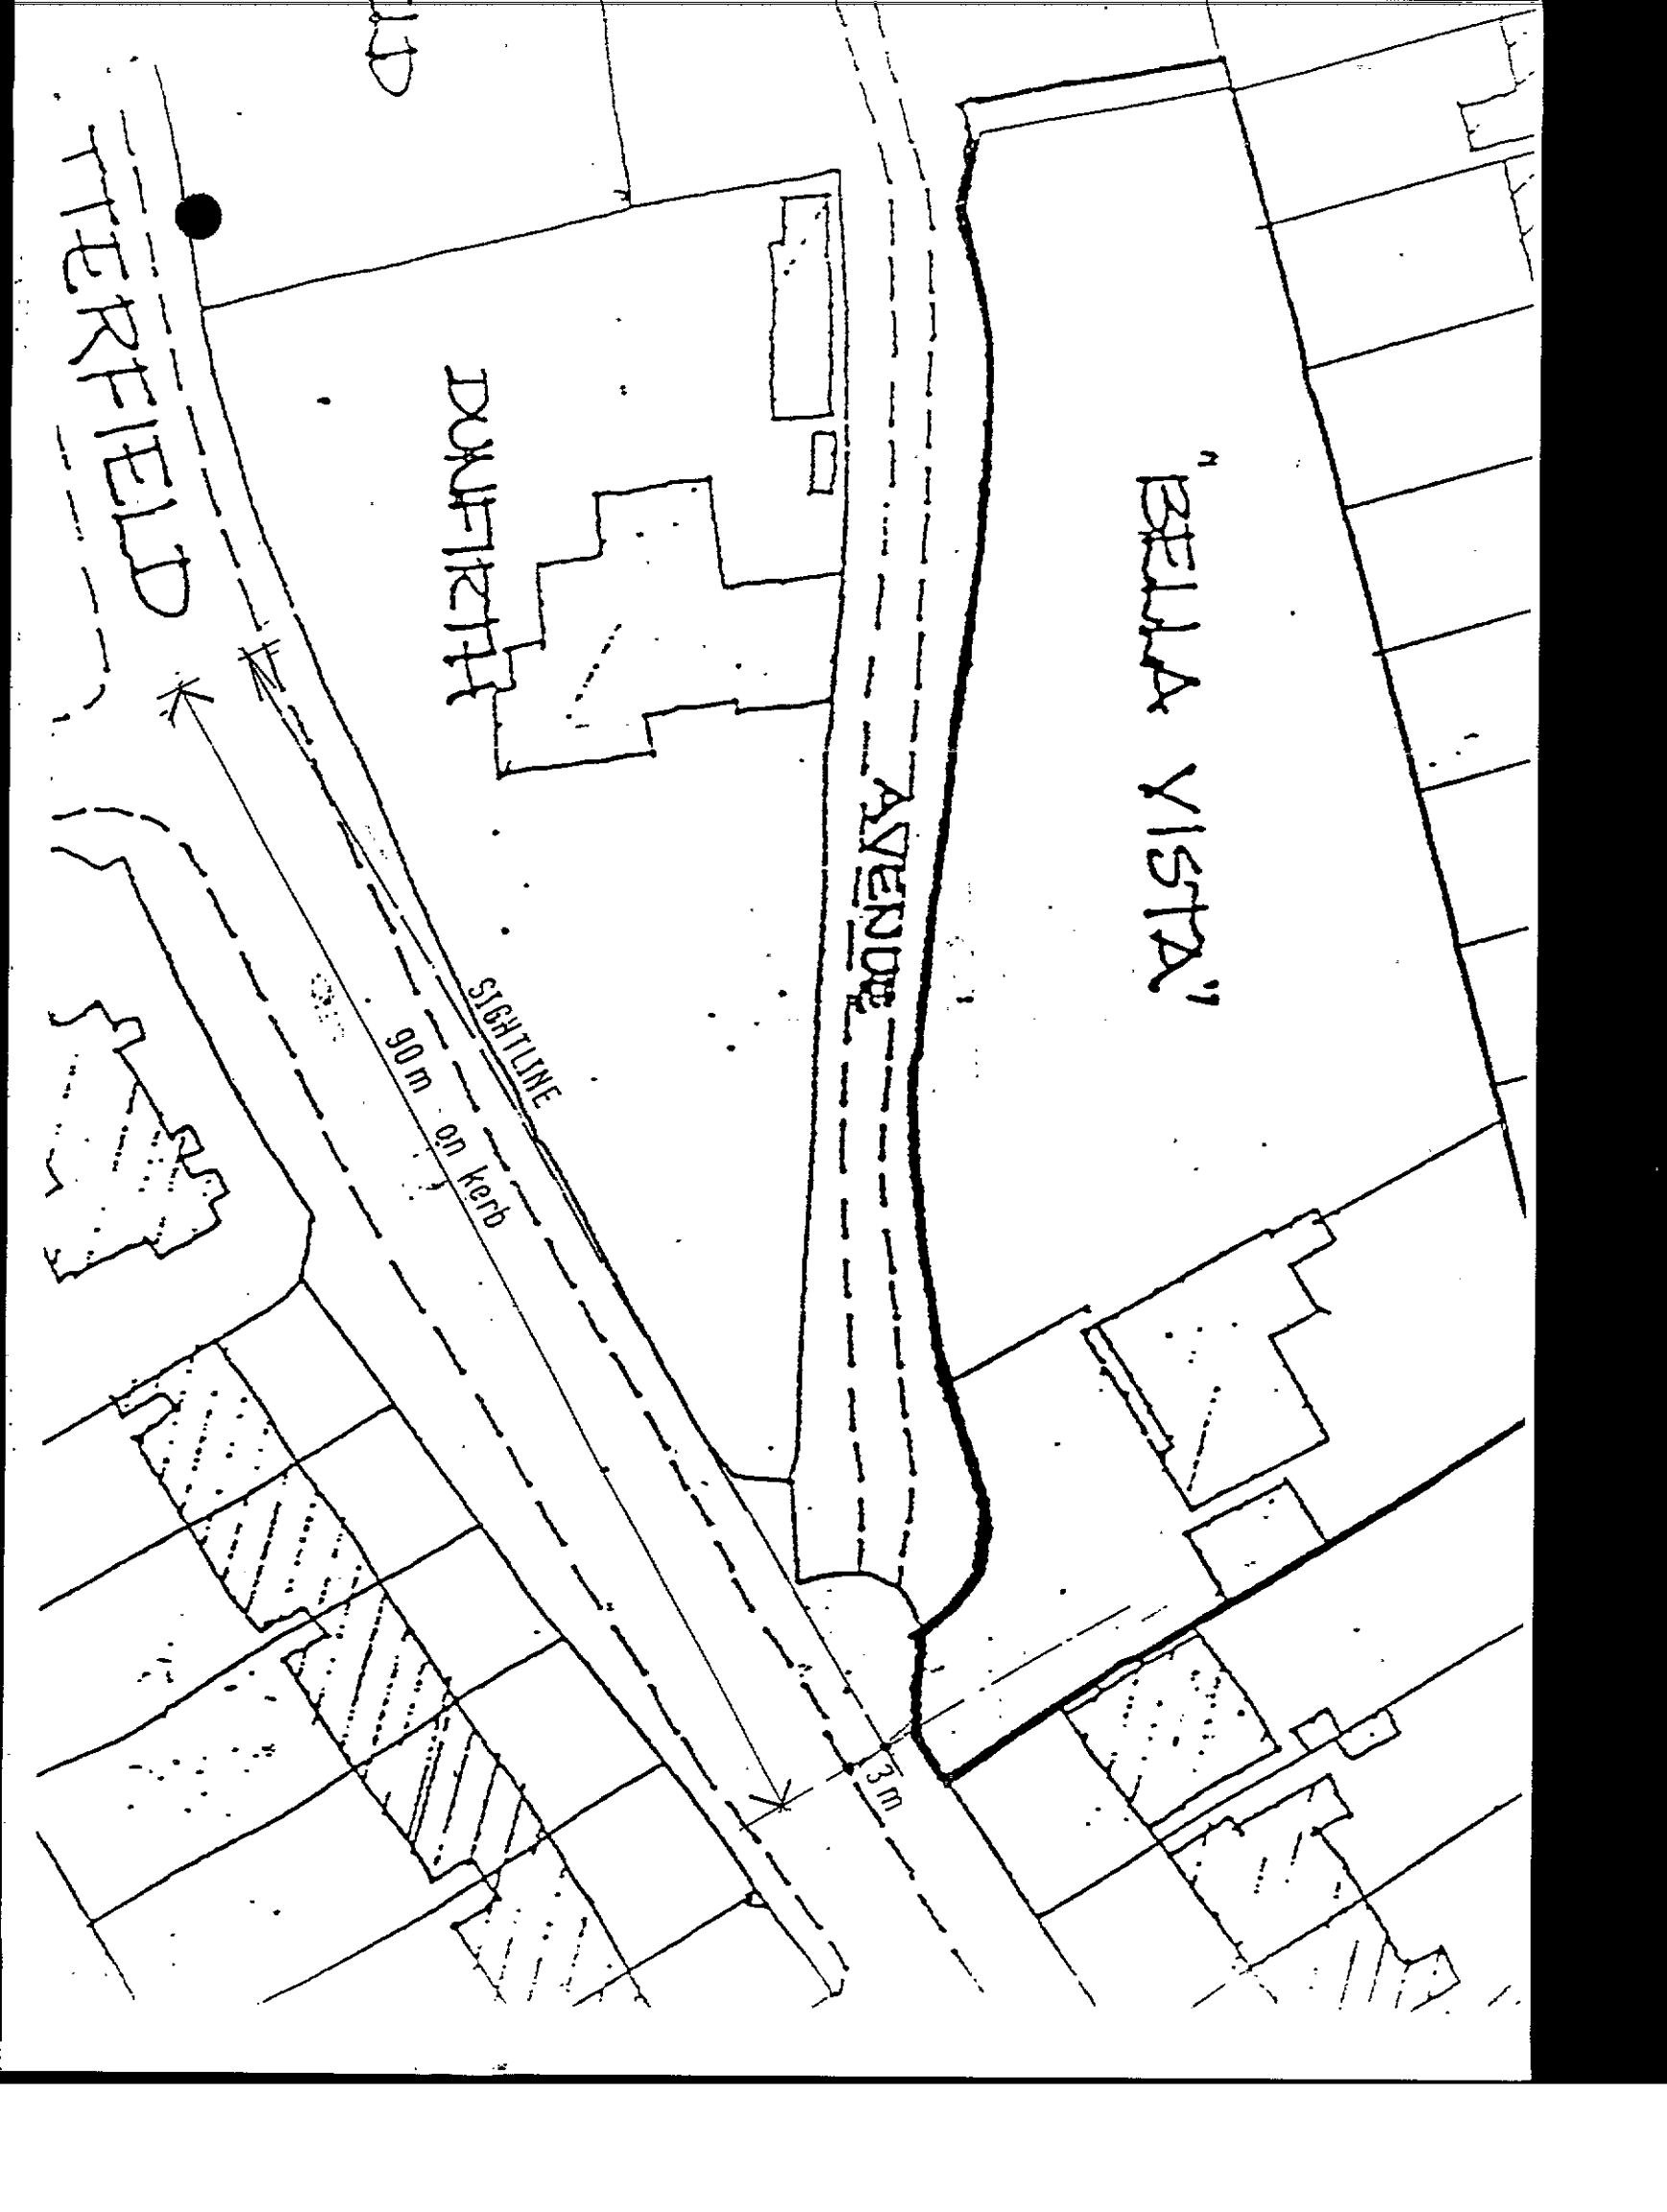 "BELLA VISTA"
AVENUE
DUNFIRTH
SIGHTLINE
90m on kerb
3m
TTERFIELD